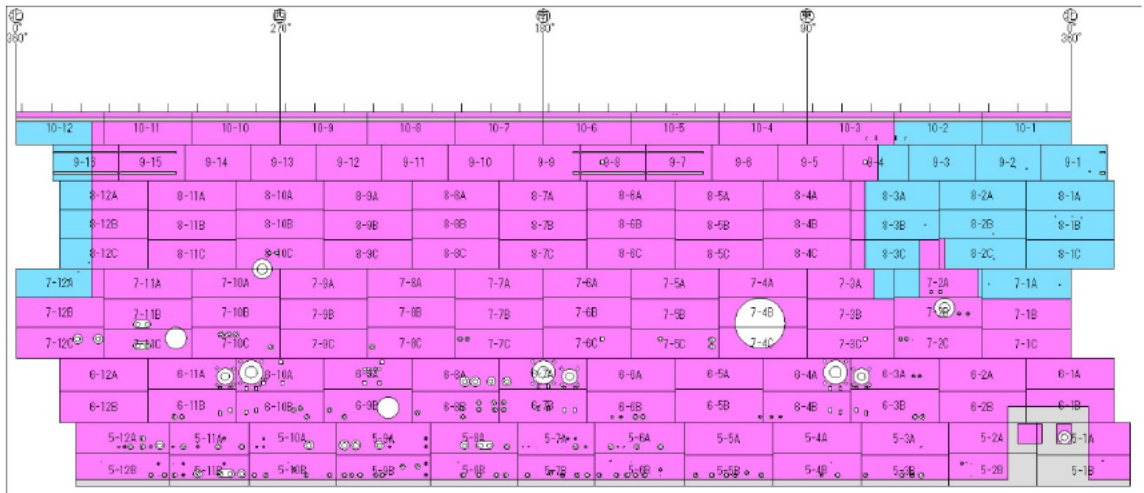 北 西 南 東 北
0° 270° 180° 90° 0°
360° 360°
10-12 10-11 10-10 10-9 10-8 10-7 10-6 10-5 10-4 10-3 10-2 10-1
9-16 9-15 9-14 9-13 9-12 9-11 9-10 9-9 9-8 9-7 9-6 9-5 9-4 9-3 9-2 9-1
8-12A 8-11A 8-10A 8-9A 8-8A 8-7A 8-6A 8-5A 8-4A 8-3A 8-2A 8-1A
8-12B 8-11B 8-10B 8-9B 8-8B 8-7B 8-6B 8-5B 8-4B 8-3B 8-2B 8-1B
8-12C 8-11C 8-10C 8-9C 8-8C 8-7C 8-6C 8-5C 8-4C 8-3C 8-2C 8-1C
7-12A 7-11A 7-10A 7-9A 7-8A 7-7A 7-6A 7-5A 7-4A 7-3A 7-2A 7-1A
7-12B 7-11B 7-10B 7-9B 7-8B 7-7B 7-6B 7-5B 7-4B 7-3B 7-2B 7-1B
7-12C 7-11C 7-10C 7-9C 7-8C 7-7C 7-6C 7-5C 7-4C 7-3C 7-2C 7-1C
6-12A 6-11A 6-10A 6-9A 6-8A 6-7A 6-6A 6-5A 6-4A 6-3A 6-2A 6-1A
6-12B 6-11B 6-10B 6-9B 6-8B 6-7B 6-6B 6-5B 6-4B 6-3B 6-2B 6-1B
5-12A 5-11A 5-10A 5-9A 5-8A 5-7A 5-6A 5-5A 5-4A 5-3A 5-2A 5-1A
5-12B 5-11B 5-10B 5-9B 5-8B 5-7B 5-6B 5-5B 5-4B 5-3B 5-2B 5-1B